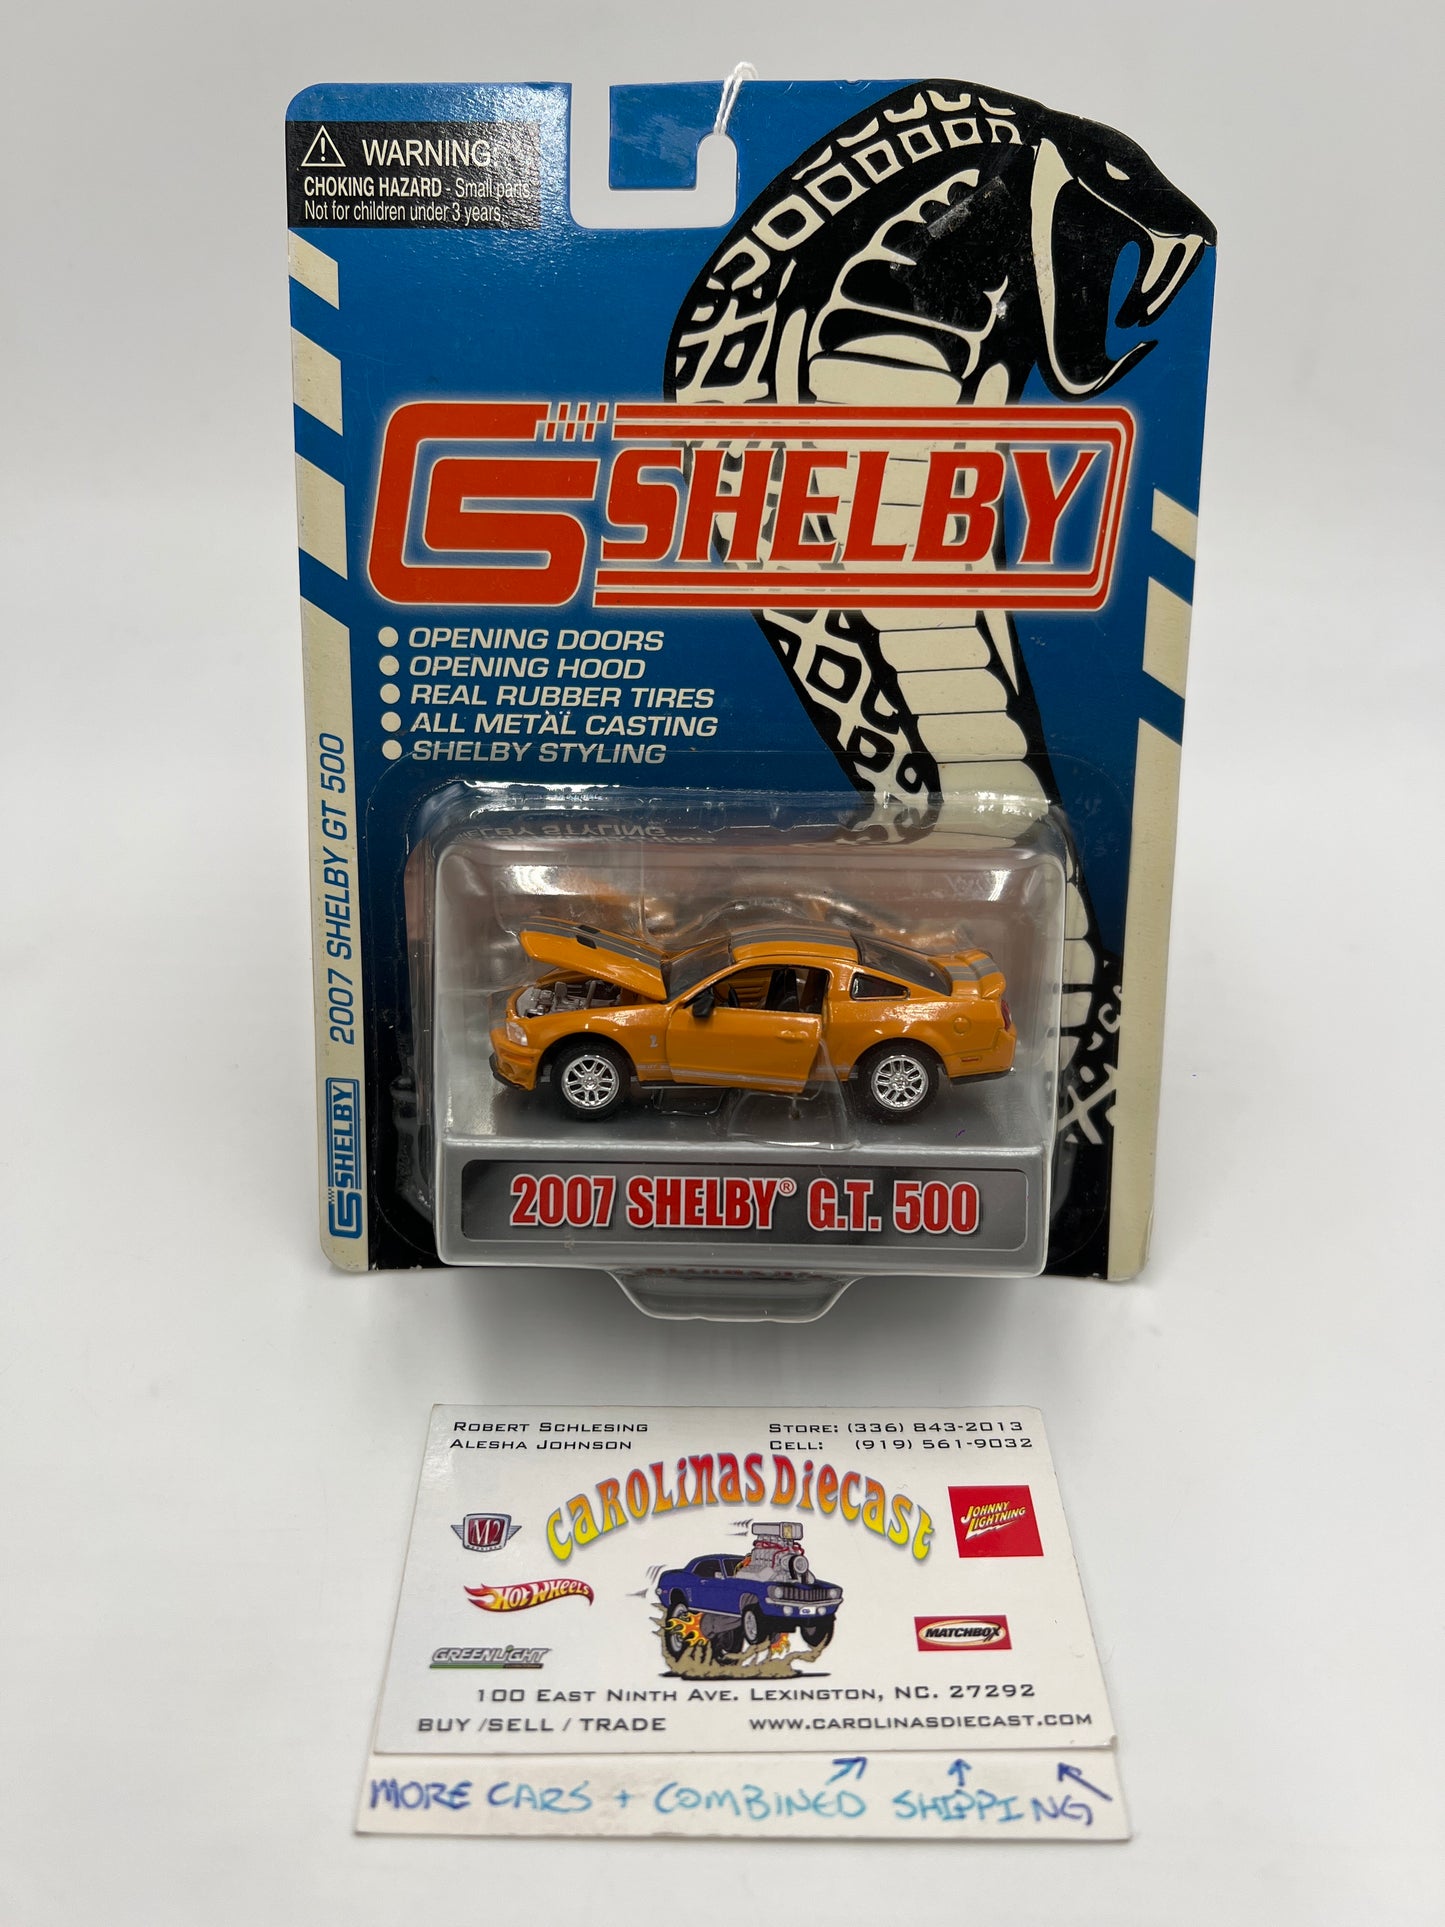 WARNING:
CHOKING HAZARD - Small parts
Not for children under 3 years.
SHELBY
OPENING DOORS
OPENING HOOD
REAL RUBBER TIRES
ALL METAL CASTING
SHELBY STYLING
2007 SHELBY GT 500
SHELBY
2007 SHELBY® G.T. 500
ROBERT SCHLESING
ALESHA JOHNSON
STORE: (336) 843-2013
CELL: (919) 561-9032
CAROLINAS DIECAST
M2
JOHNNY LIGHTNING
HOT WHEELS
GREENLIGHT
MATCHBOX
100 EAST NINTH AVE. LEXINGTON, NC. 27292
BUY /SELL / TRADE
WWW.CAROLINASDIECAST.COM
MORE CARS + COMBINED SHIPPING